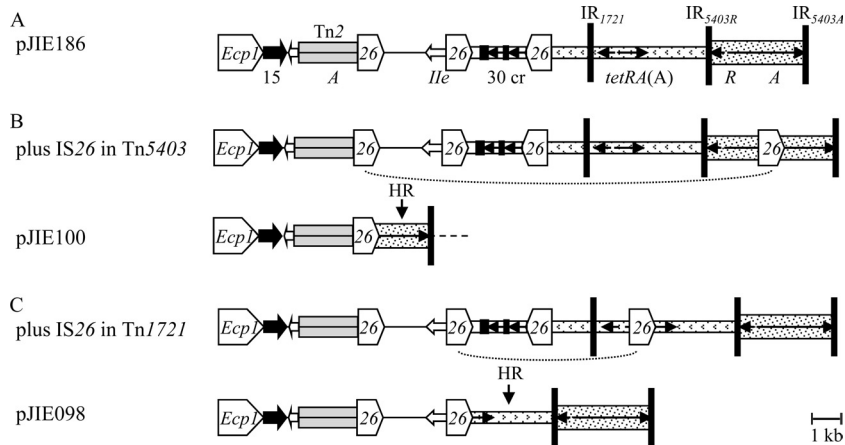 A
pJIE186
Ecp1 15 Tn2 A 26 IIe 26 30 cr 26 IR1721 tetRA(A) IR5403R R A IR5403A
B
plus IS26 in Tn5403
Ecp1 26 26 26 26
HR
pJIE100
Ecp1 26
C
plus IS26 in Tn1721
Ecp1 26 26 26 26
HR
pJIE098
Ecp1 26 26
1 kb